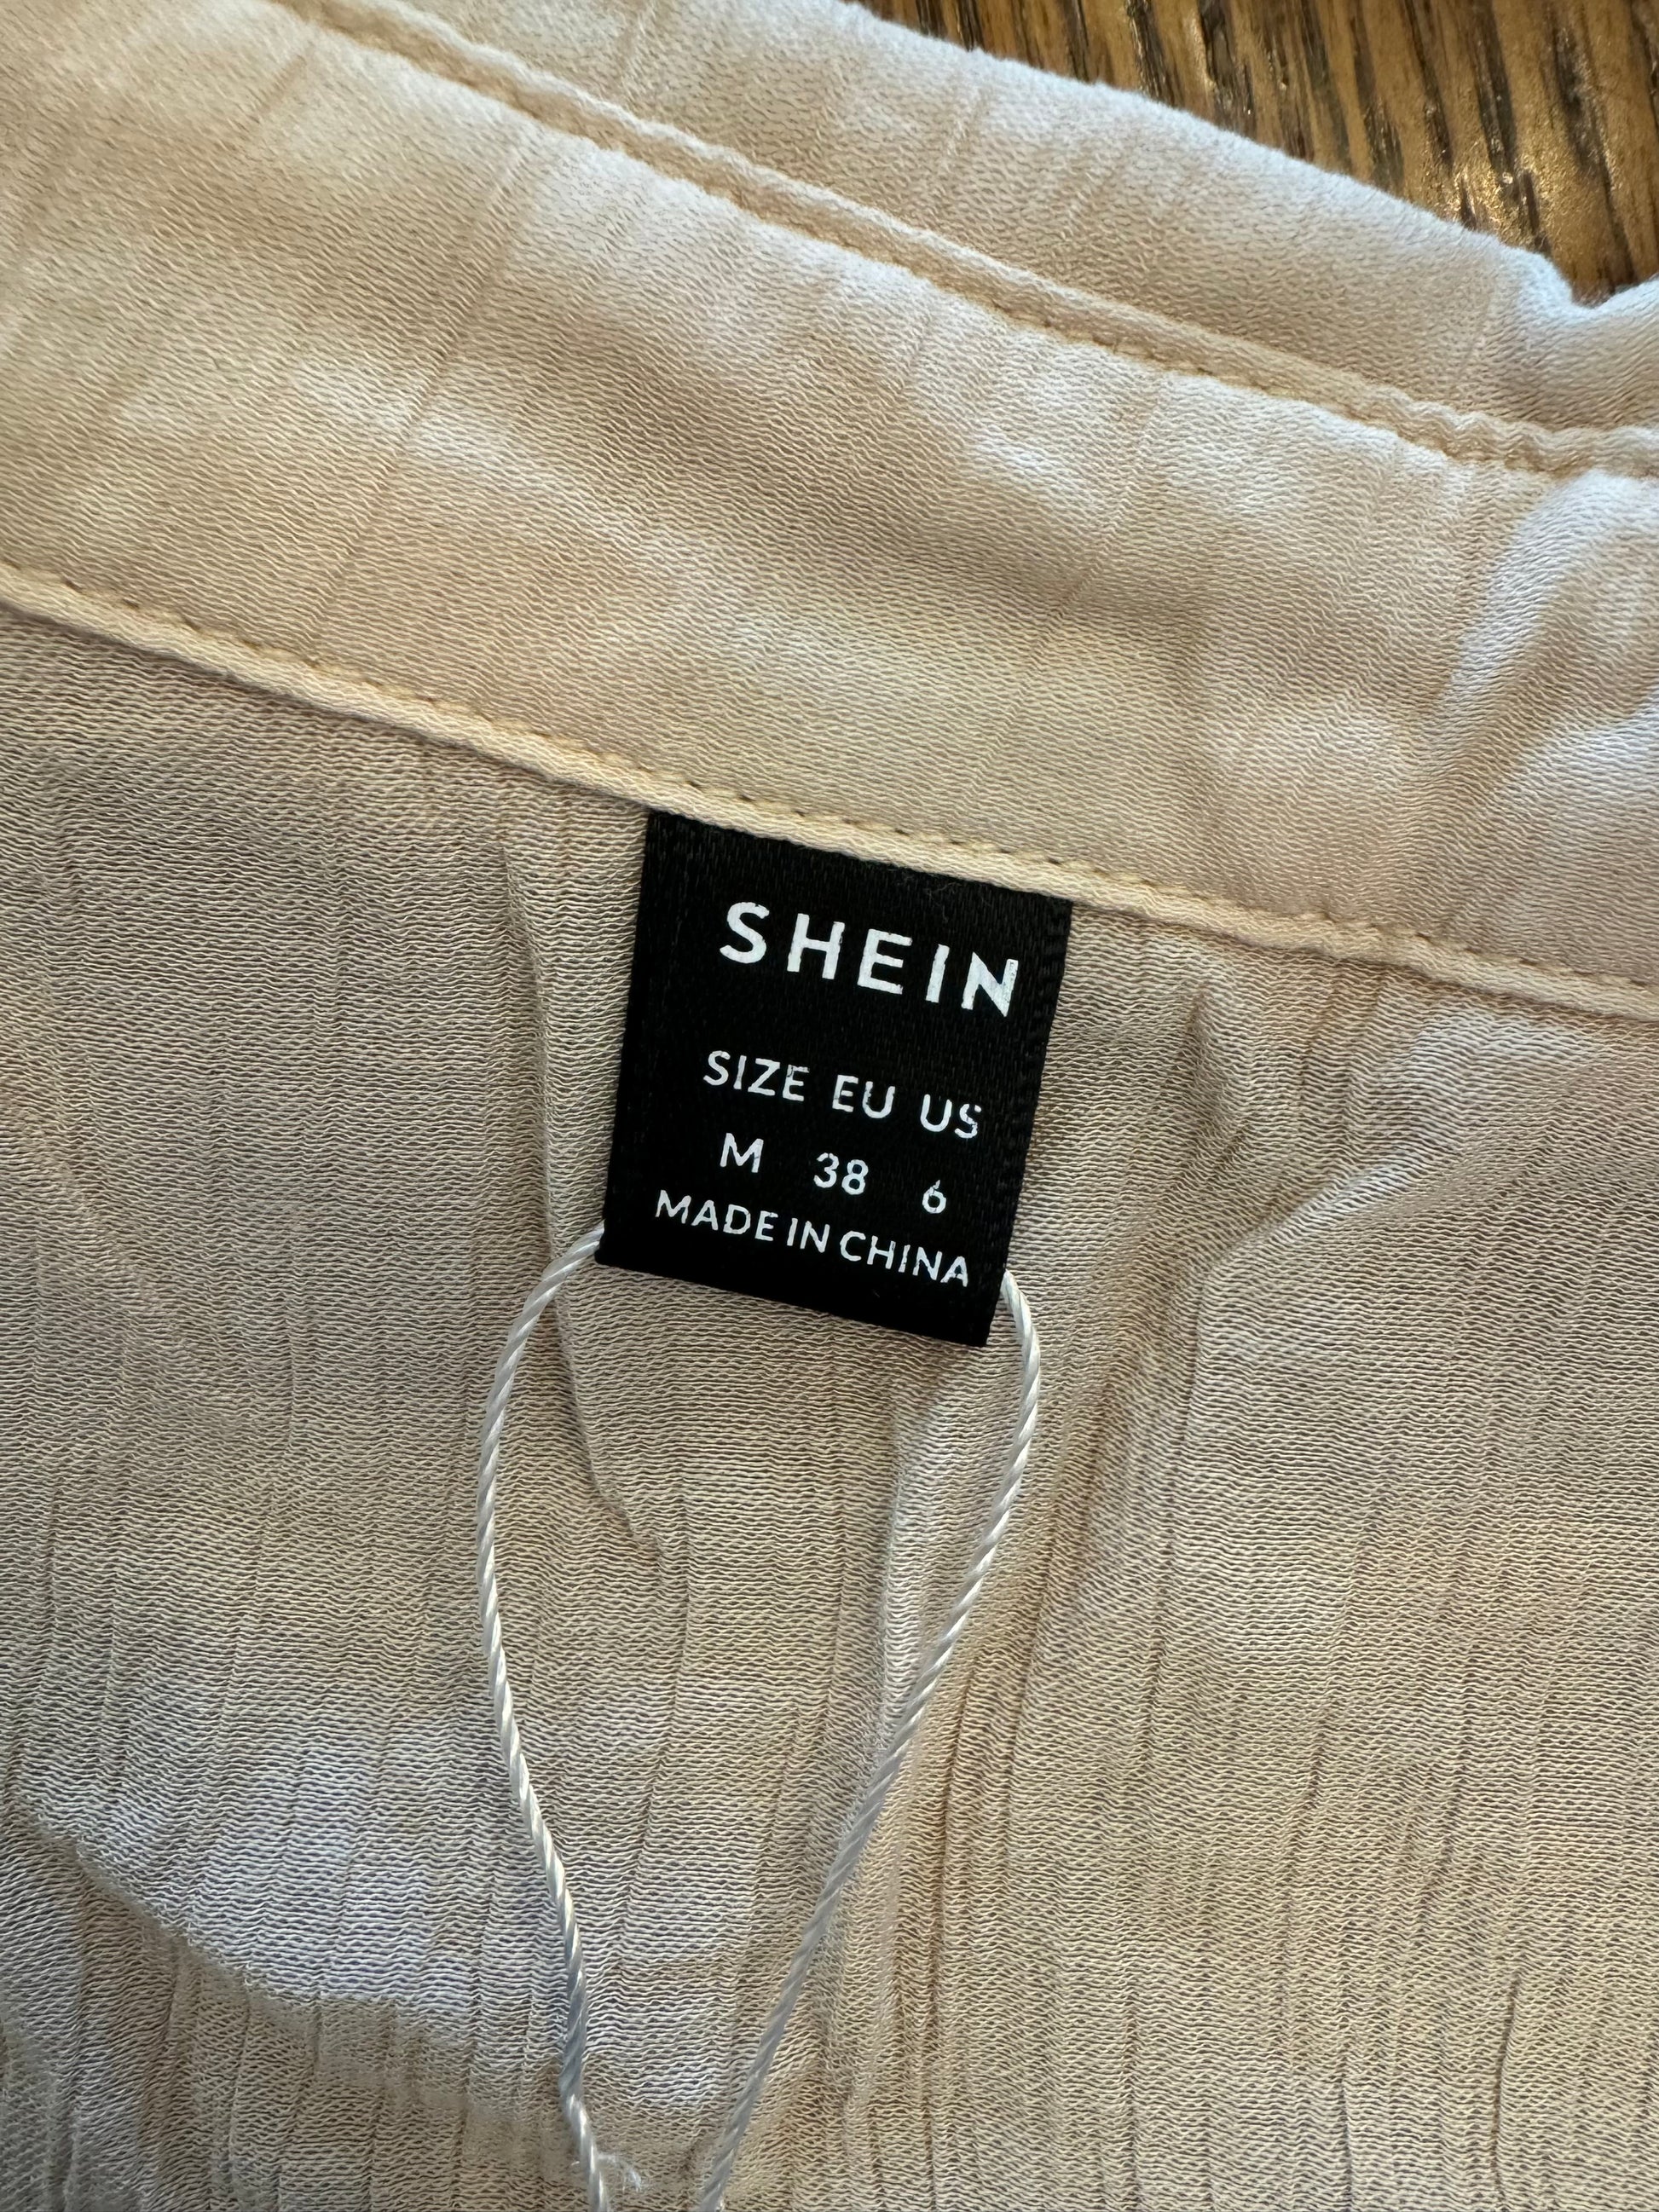 SHEIN
SIZE EU US
M 38 6
MADE IN CHINA